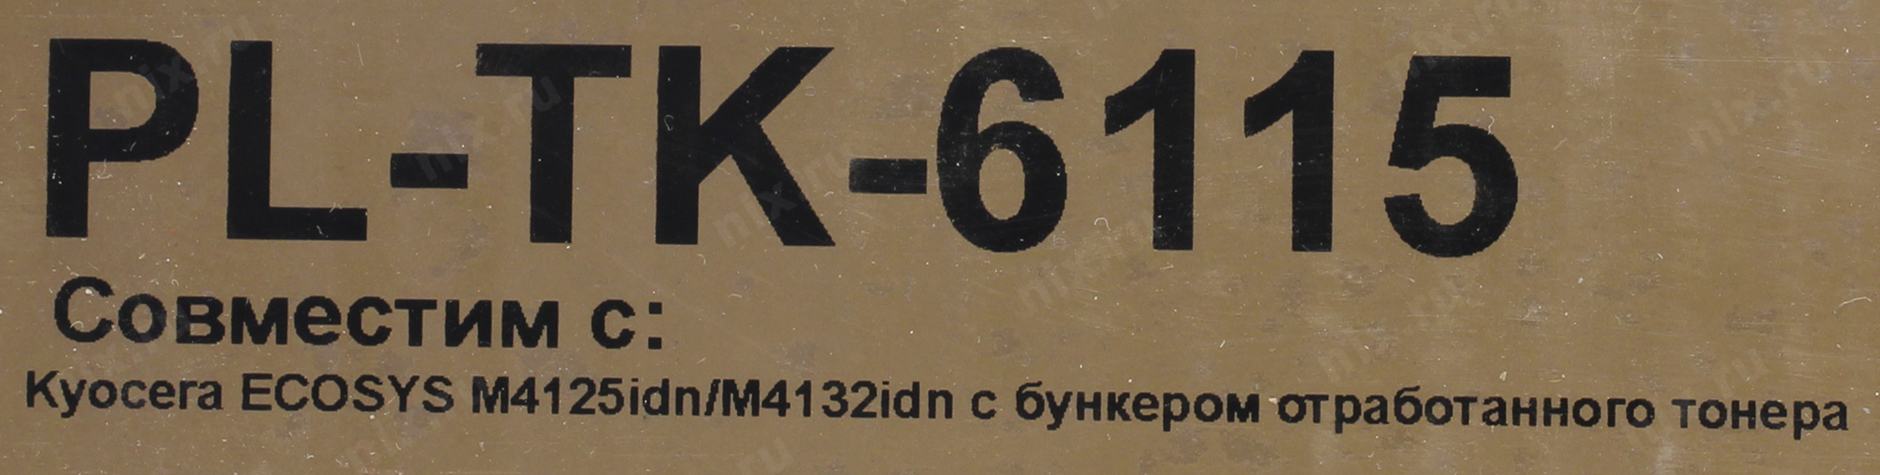 PL-TK-6115
Совместим с:
Kyocera ECOSYS M4125idn/M4132idn с бункером отработанного тонера